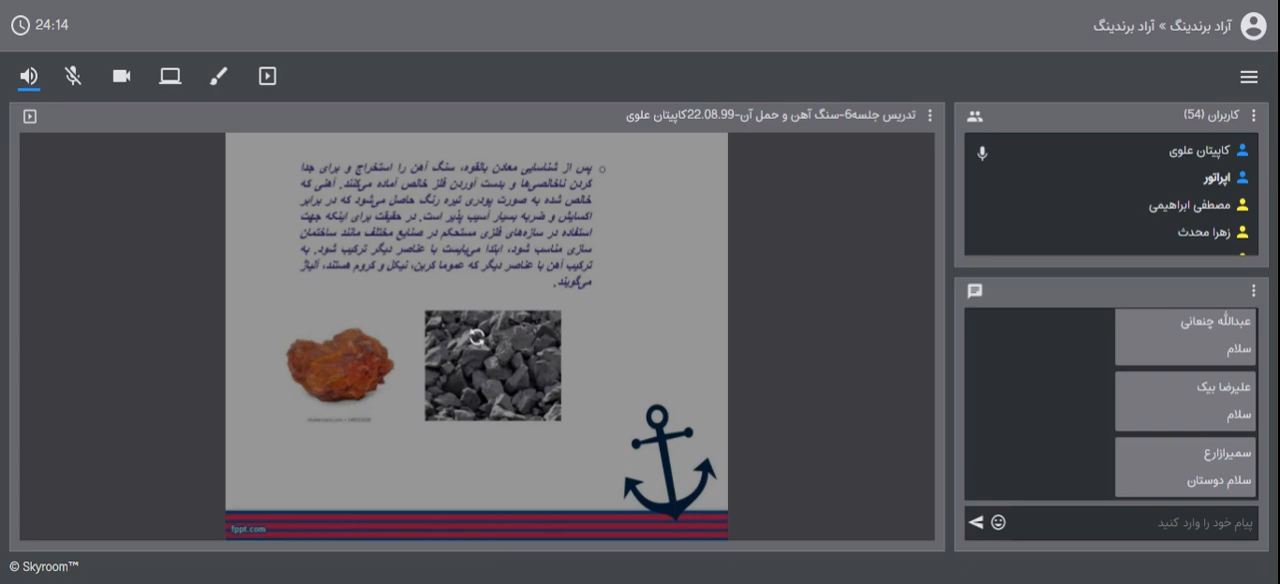 24:14
آراد برندینگ » آراد برندینگ
تدریس جلسه6-سنگ آهن و حمل آن-22.08.99کاپیتان علوی
پس از شناسایی معادن بالقوه، سنگ آهن را استخراج و برای جدا
کردن ناخالصی‌ها و بدست آوردن فلز خالص آماده می‌کنند. آهنی که
خالص شده به صورت پودری تیره رنگ حاصل می‌شود که در برابر
اکسایش و ضربه بسیار آسیب پذیر است. در حقیقت برای اینکه جهت
استفاده در سازه‌های فلزی مستحکم در صنایع مختلف مانند ساختمان
سازی مناسب شود، ابتدا می‌بایست با عناصر دیگر ترکیب شود. به
ترکیب آهن با عناصر دیگر که عموما کربن، نیکل و کروم هستند، آلیاژ
می‌گویند.
fppt.com
کاربران (54)
کاپیتان علوی
اپراتور
مصطفی ابراهیمی
زهرا محدث
عبدالله چنعانی
سلام
علیرضا بیک
سلام
سمیرازارع
سلام دوستان
پیام خود را وارد کنید
© Skyroom™